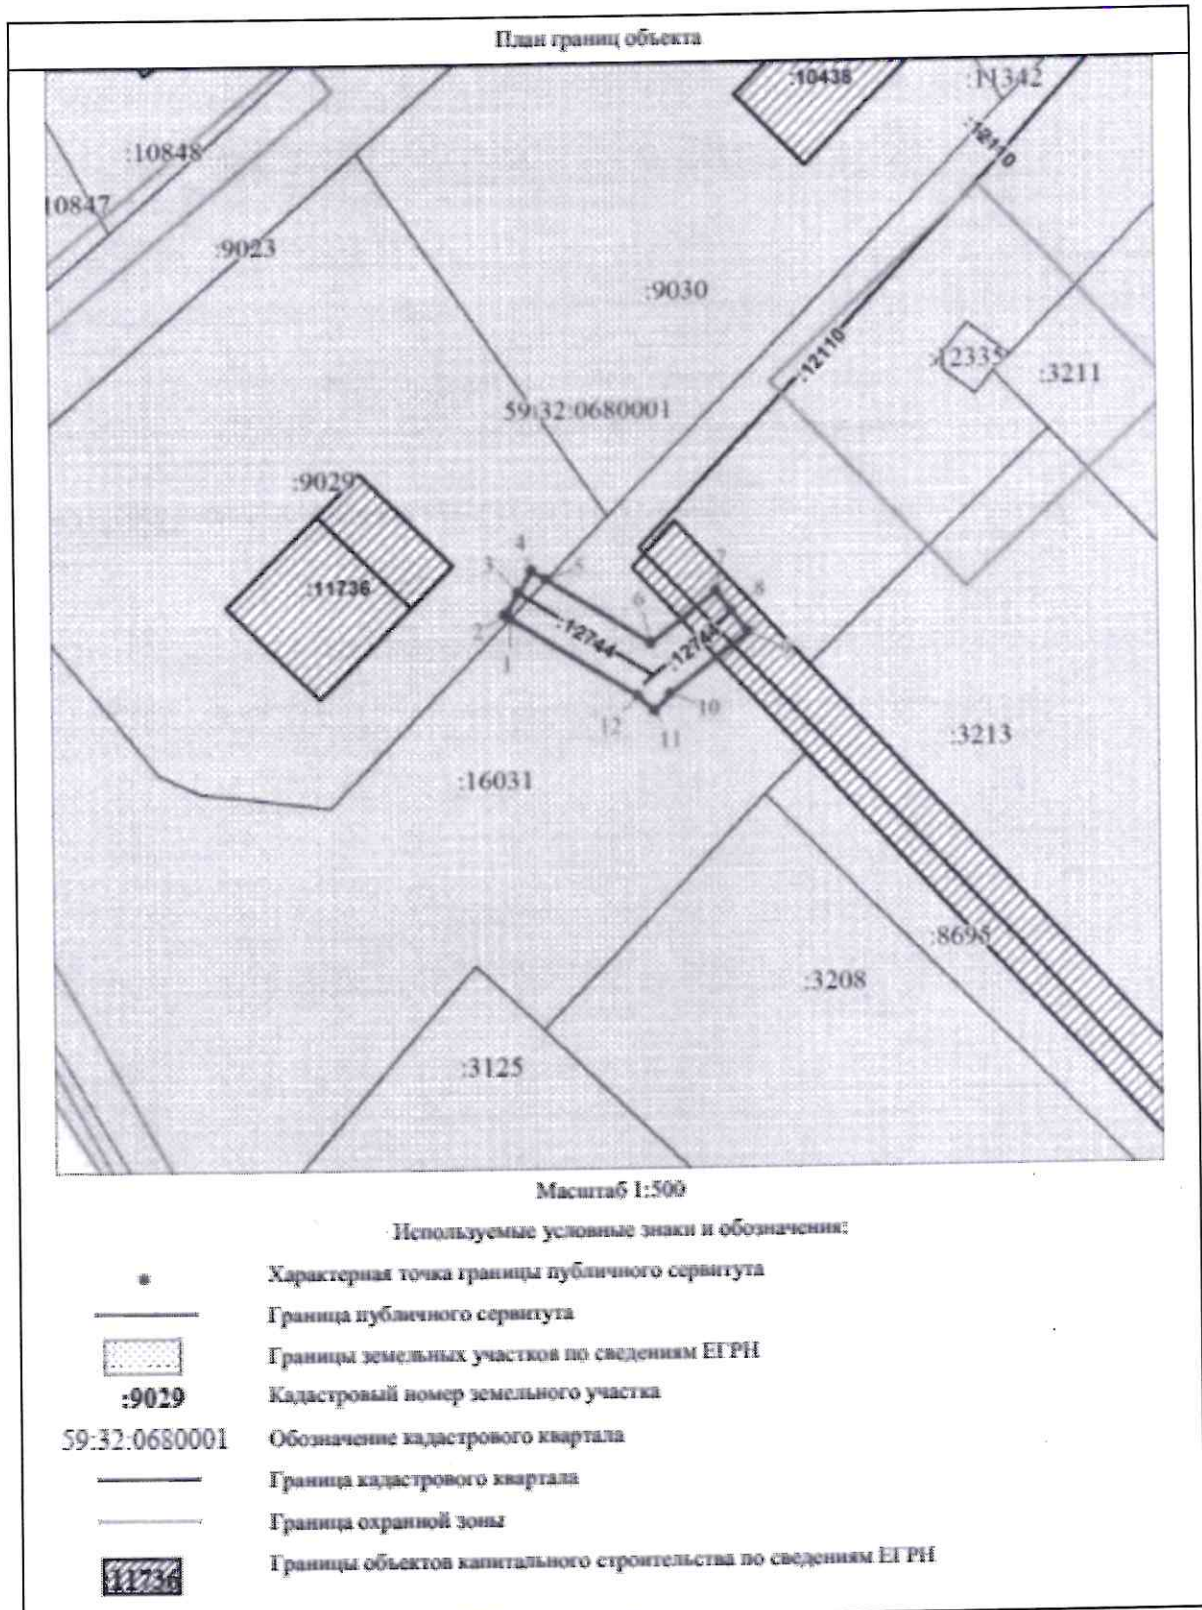 План границ объекта
:10438
:11342
:12110
:10848
10847
:9023
:9030
:12110
:12335
:3211
59:32:0680001
:9029
:11736
4
5
3
7
8
6
2
:12744
:12744
1
10
12
11
:3213
:16031
:8695
:3208
:3125
Масштаб 1:500
Используемые условные знаки и обозначения:
Характерная точка границы публичного сервитута
Граница публичного сервитута
Границы земельных участков по сведениям ЕГРН
:9029 Кадастровый номер земельного участка
59:32:0680001 Обозначение кадастрового квартала
Граница кадастрового квартала
Граница охранной зоны
:11736 Границы объектов капитального строительства по сведениям ЕГРН